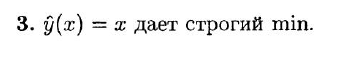 3. ŷ(x) = x дает строгий min.